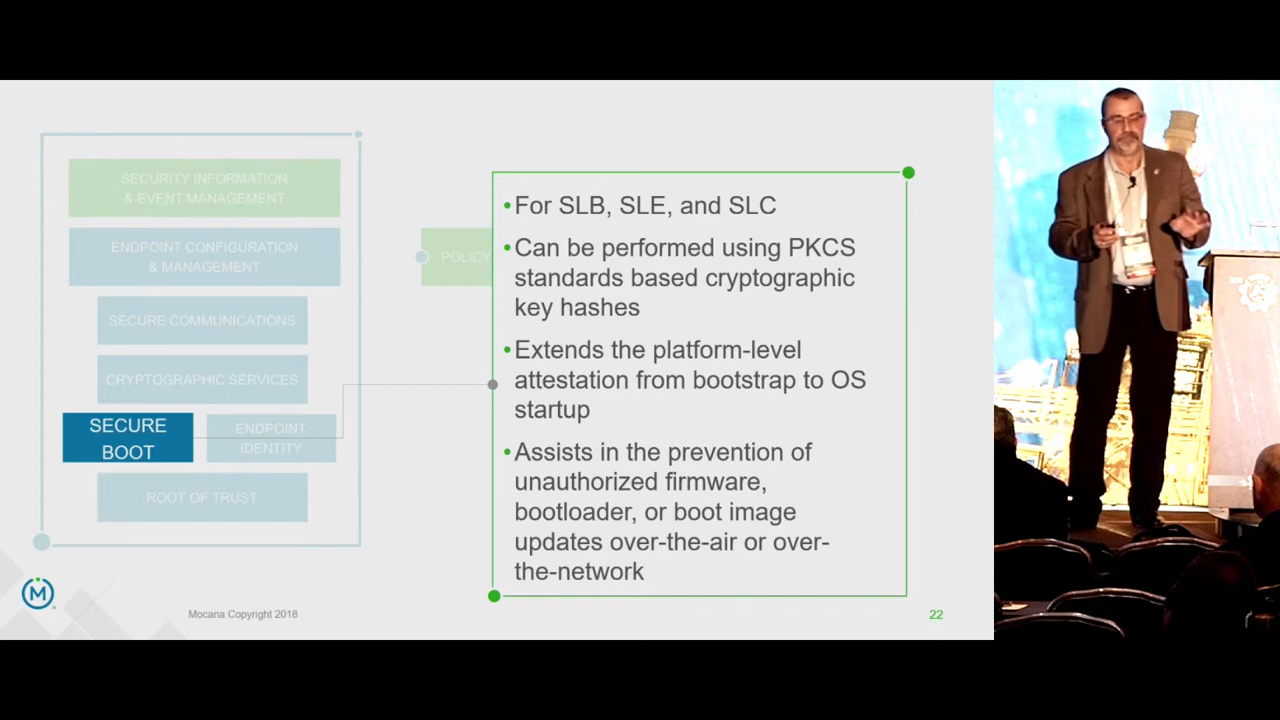 SECURITY INFORMATION
& EVENT MANAGEMENT
ENDPOINT CONFIGURATION
& MANAGEMENT
SECURE COMMUNICATIONS
CRYPTOGRAPHIC SERVICES
SECURE
BOOT
ENDPOINT
IDENTITY
ROOT OF TRUST
POLICY
•For SLB, SLE, and SLC
•Can be performed using PKCS
standards based cryptographic
key hashes
•Extends the platform-level
attestation from bootstrap to OS
startup
•Assists in the prevention of
unauthorized firmware,
bootloader, or boot image
updates over-the-air or over-
the-network
M
Mocana Copyright 2018
22